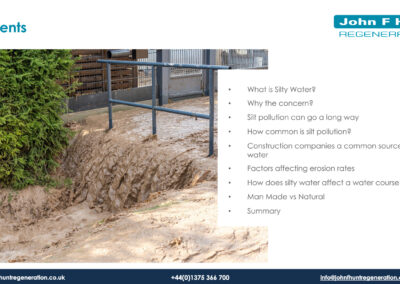 ents
John F H
REGENERA
• What is Silty Water?
• Why the concern?
• Silt pollution can go a long way
• How common is silt pollution?
• Construction companies a common source
water
• Factors affecting erosion rates
• How does silty water affect a water course
• Man Made vs Natural
• Summary
huntregeneration.co.uk
+44(0)1375 366 700
info@johnfhuntregeneration.co